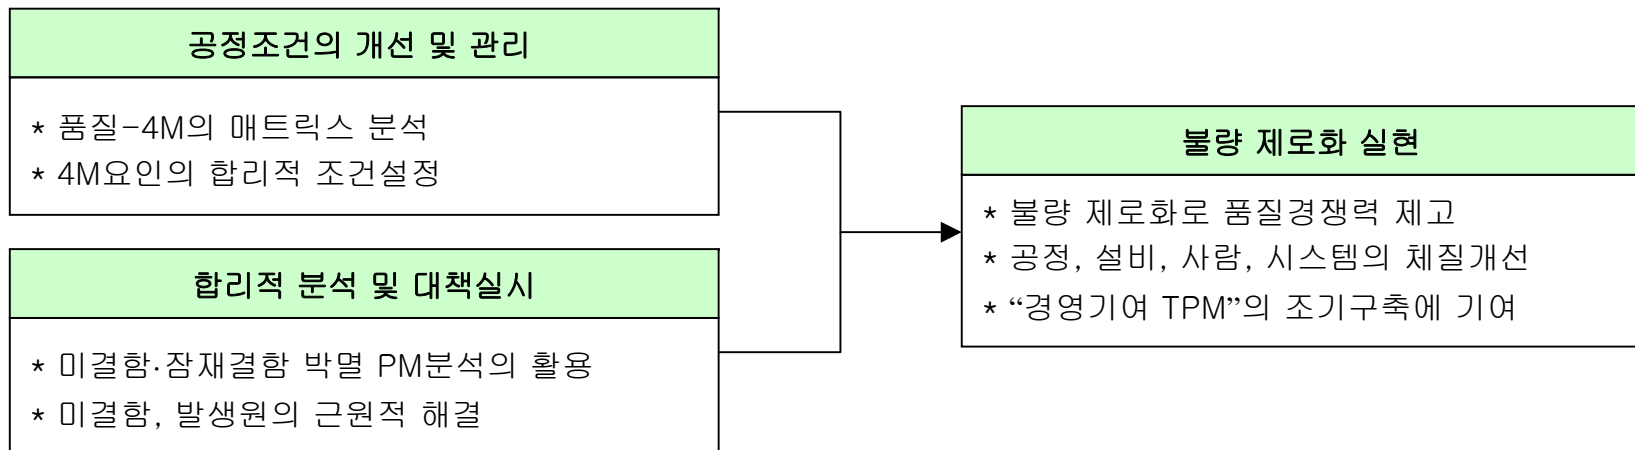 공정조건의 개선 및 관리
* 품질-4M의 매트릭스 분석
* 4M요인의 합리적 조건설정
합리적 분석 및 대책실시
* 미결함·잠재결함 박멸 PM분석의 활용
* 미결함, 발생원의 근원적 해결
불량 제로화 실현
* 불량 제로화로 품질경쟁력 제고
* 공정, 설비, 사람, 시스템의 체질개선
* “경영기여 TPM”의 조기구축에 기여